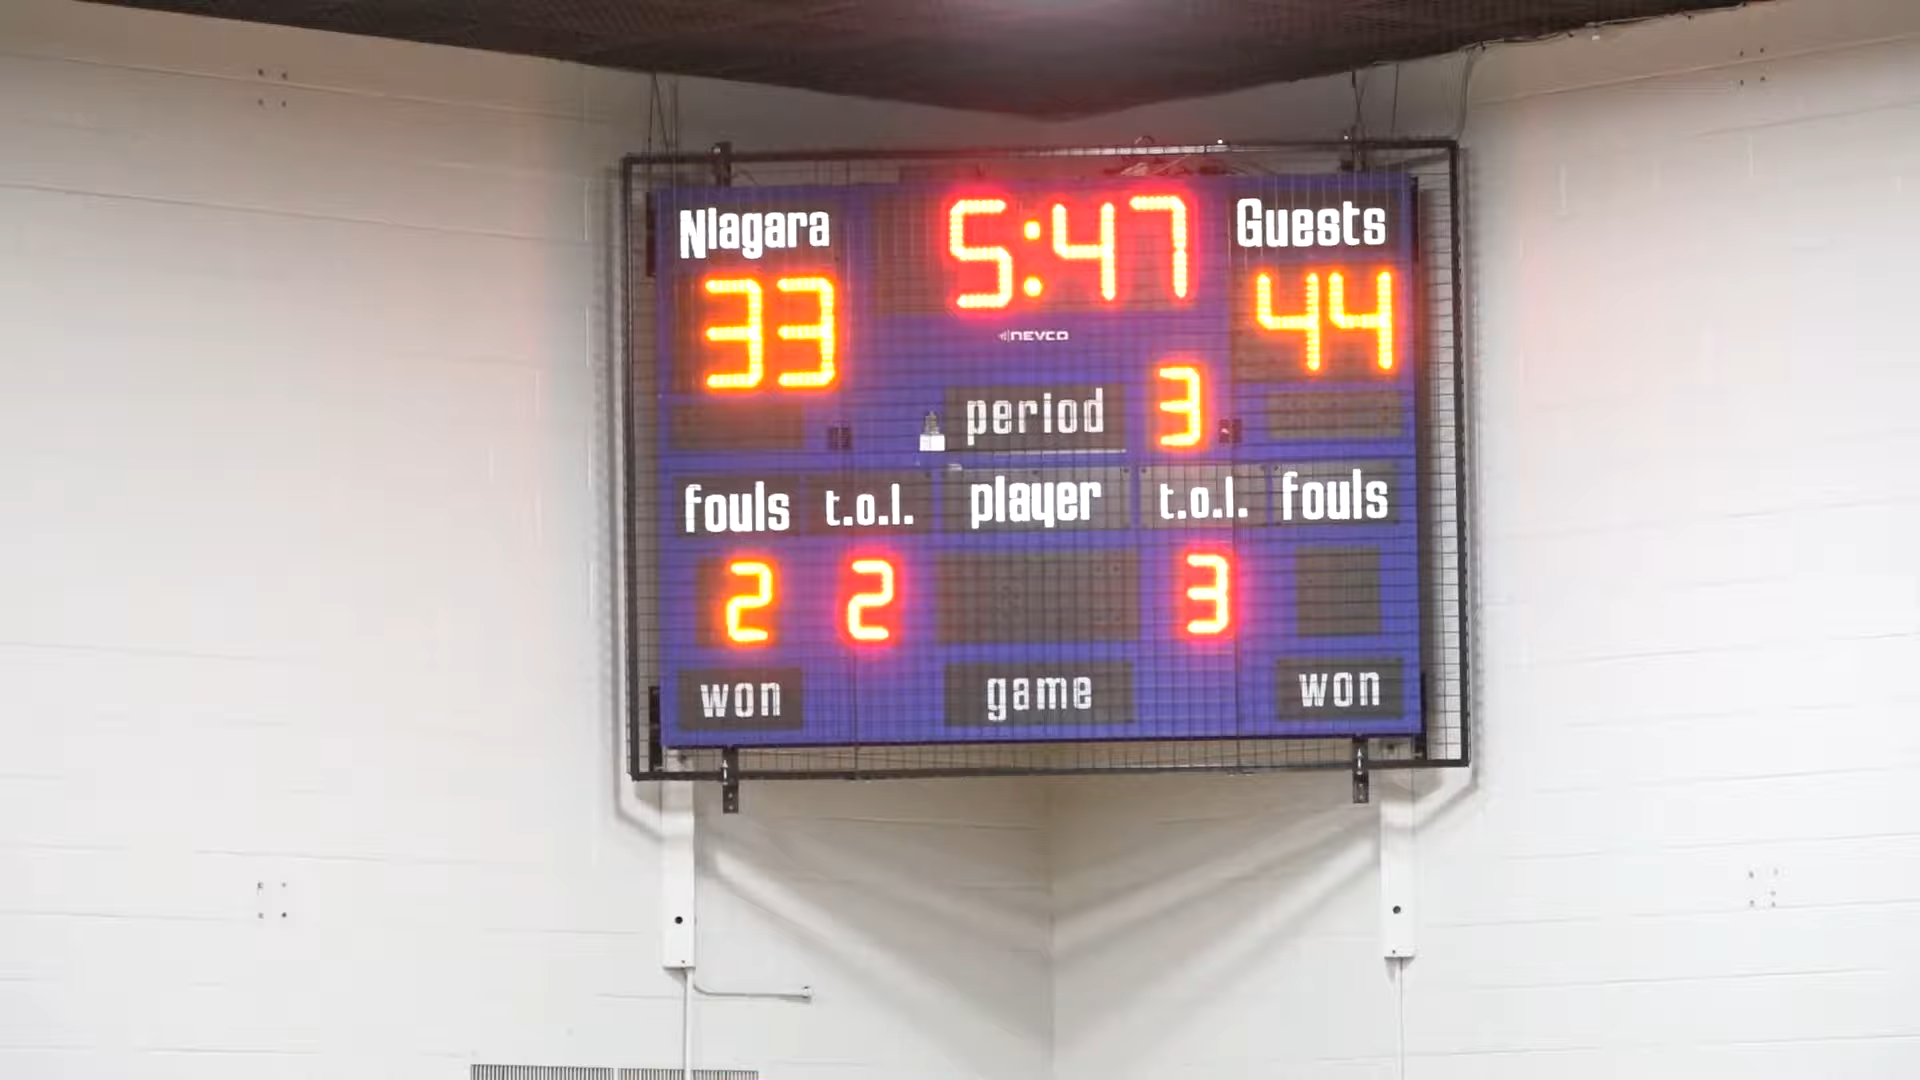 Niagara 5:47 Guests
33 44
NEVCO
period 3
fouls t.o.l. player t.o.l. fouls
2 2 3
won game won